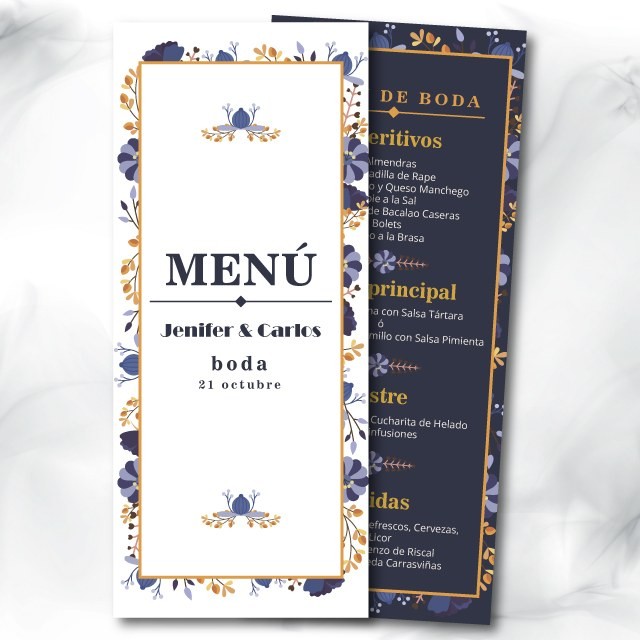 MENÚ
Jenifer & Carlos
boda
21 octubre
DE BODA
eritivos
Almendras
adilla de Rape
o y Queso Manchego
le a la Sal
de Bacalao Caseras
Bolets
o a la Brasa
principal
na con Salsa Tártara
ó
millo con Salsa Pimienta
stre
Cucharita de Helado
Infusiones
idas
efrescos, Cervezas,
Licor
enzo de Riscal
eda Carrasviñas